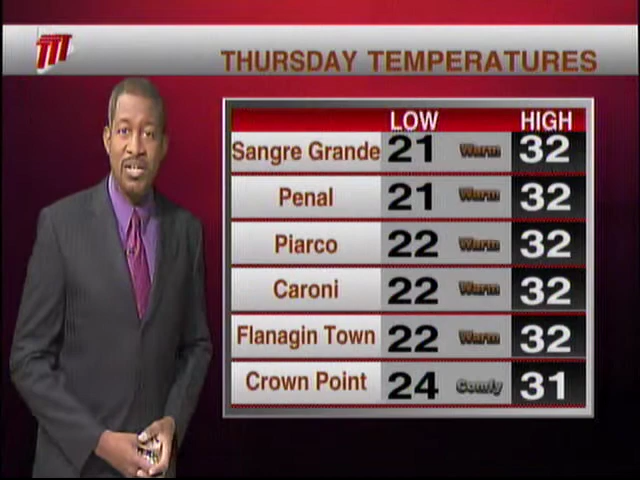 TTT
THURSDAY TEMPERATURES
LOW HIGH
Sangre Grande 21 Warm 32
Penal 21 Warm 32
Piarco 22 Warm 32
Caroni 22 Warm 32
Flanagin Town 22 Warm 32
Crown Point 24 Comfy 31